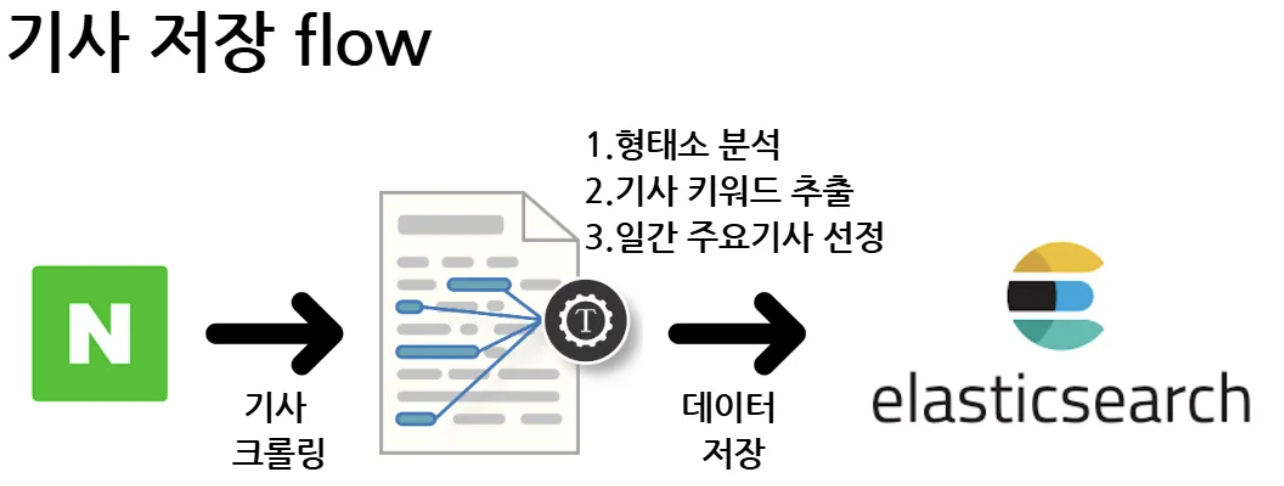 기사 저장 flow
1.형태소 분석
2.기사 키워드 추출
3.일간 주요기사 선정
N
T
기사
크롤링
데이터
저장
elasticsearch